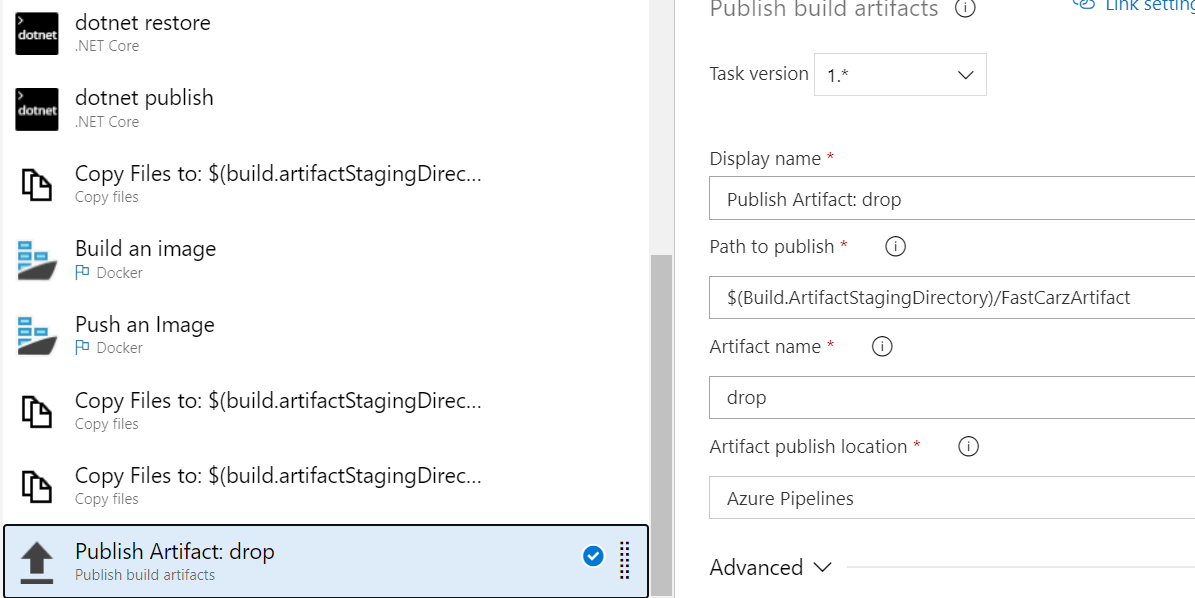 dotnet
dotnet restore
.NET Core
dotnet
dotnet publish
.NET Core
Copy Files to: $(build.artifactStagingDirec...
Copy files
Build an image
Docker
Push an Image
Docker
Copy Files to: $(build.artifactStagingDirec...
Copy files
Copy Files to: $(build.artifactStagingDirec...
Copy files
Publish Artifact: drop
Publish build artifacts
Publish build artifacts
Link setting
Task version 1.*
Display name *
Publish Artifact: drop
Path to publish *
$(Build.ArtifactStagingDirectory)/FastCarzArtifact
Artifact name *
drop
Artifact publish location *
Azure Pipelines
Advanced